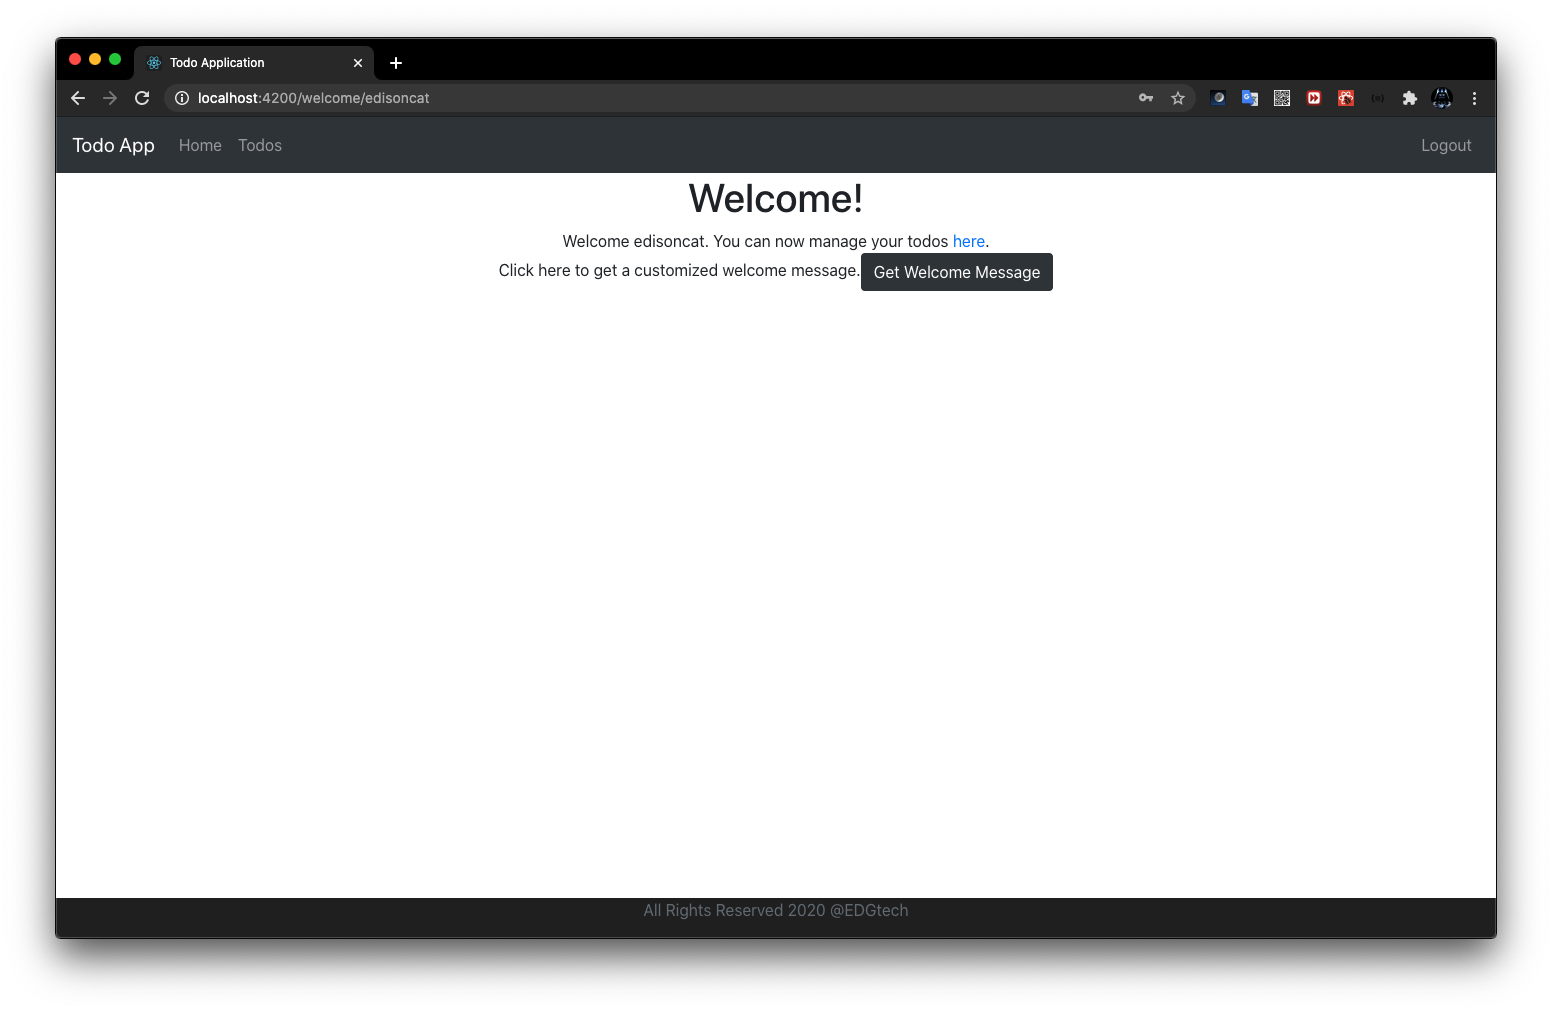 Todo Application
localhost:4200/welcome/edisoncat
Todo App Home Todos Logout
Welcome!
Welcome edisoncat. You can now manage your todos here.
Click here to get a customized welcome message. Get Welcome Message
All Rights Reserved 2020 @EDGtech